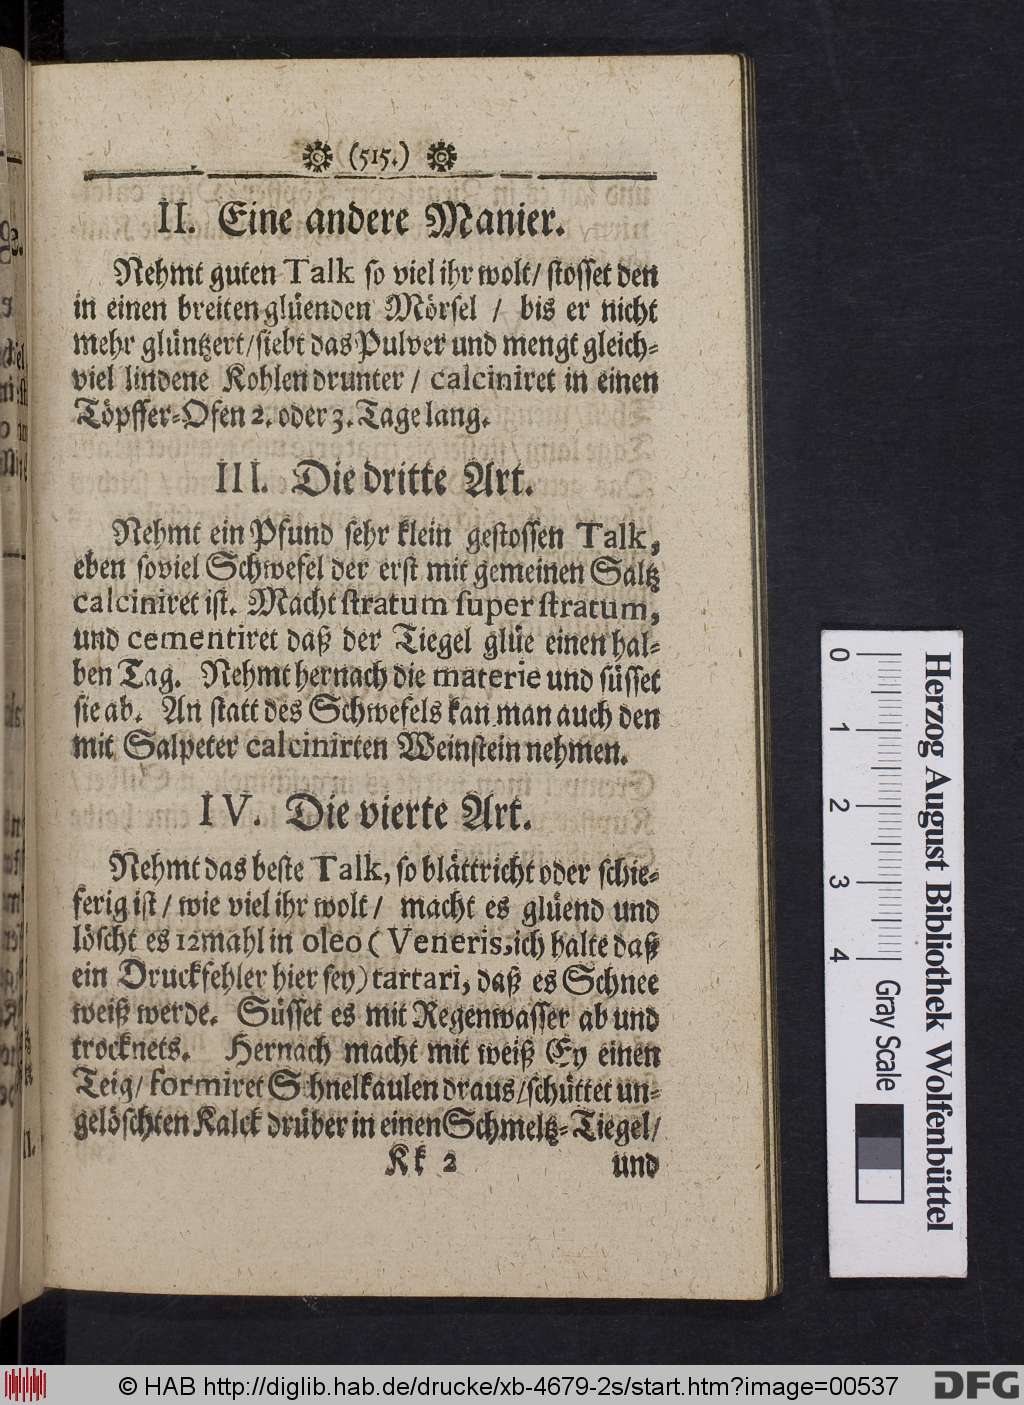 (515.)
II. Eine andere Manier.
Nehmt guten Talk so viel ihr wolt/ stosset den
in einen breiten glüenden Mörsel / bis er nicht
mehr glüntzert/siebt das Pulver und mengt gleich-
viel lindene Kohlen drunter / calciniret in einen
Töpffer-Ofen 2. oder 3. Tage lang.
III. Die dritte Art.
Nehmt ein Pfund sehr klein gestossen Talk,
eben soviel Schwefel der erst mit gemeinen Saltz
calciniret ist. Macht stratum super stratum,
und cementiret daß der Tiegel glüe einen hal-
ben Tag. Nehmt hernach die materie und süsset
sie ab. An statt des Schwefels kan man auch den
mit Salpeter calcinirten Weinstein nehmen.
IV. Die vierte Art.
Nehmt das beste Talk, so blättricht oder schie-
ferig ist / wie viel ihr wolt / macht es glüend und
löscht es 12mahl in oleo ( Veneris, ich halte daß
ein Druckfehler hier sey) tartari, daß es Schnee
weiß werde. Süsset es mit Regenwasser ab und
trocknets. Hernach macht mit weiß Ey einen
Teig/ formiret Schnelkaulen draus/schüttet un-
gelöschten Kalck drüber in einen Schmeltz-Tiegel/
Kk 2 und
0 1 2 3 4
Herzog August Bibliothek Wolfenbüttel
Gray Scale
© HAB http://diglib.hab.de/drucke/xb-4679-2s/start.htm?image=00537
DFG